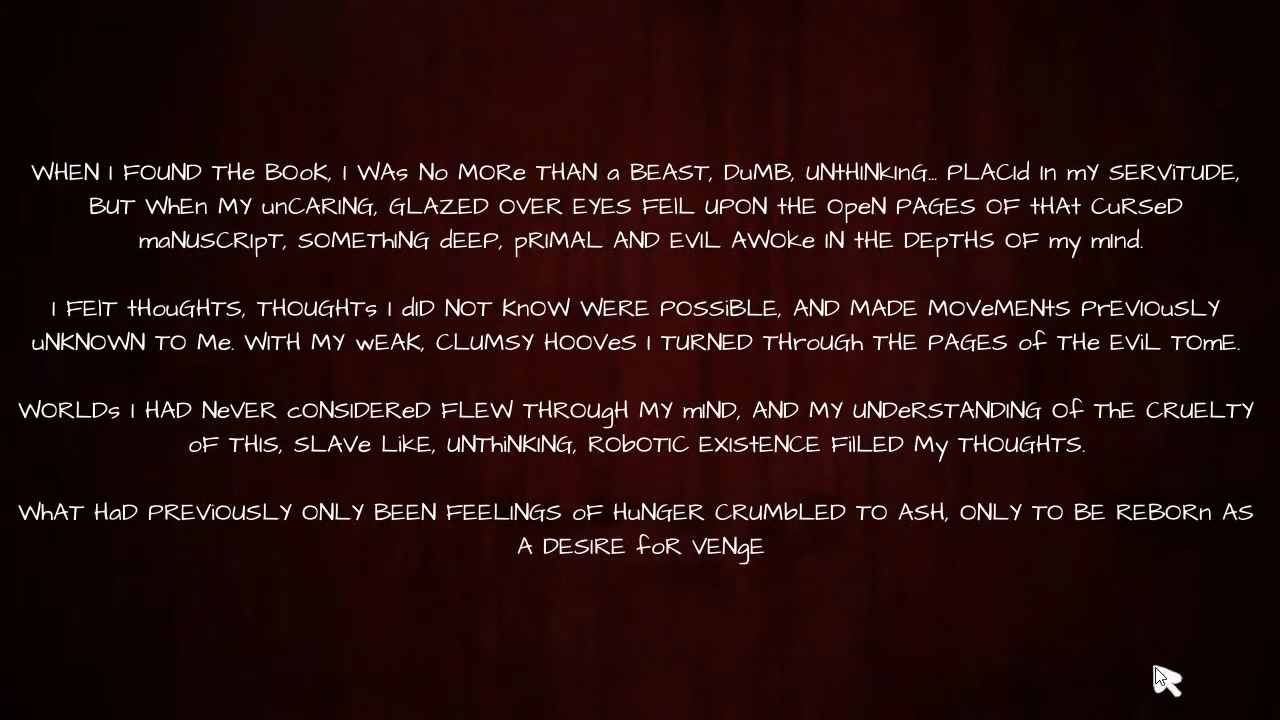 WHEN I FOUND THe BOoK, I WAs No MORe THAN a BEAST, DuMB, UNtHINkInG... PLACId In mY SERViTUDE,
BUT WhEn MY unCARING, GLAZED OVER EYES FElL UPON tHE OpeN PAGES OF tHAt CuRSeD
maNUSCRIpT, SOMEThING dEEP, pRIMAL AND EVIL AWOke IN tHE DEpTHS OF my mInd.
I FElT tHouGHTS, THOUGHTs I dID NOT KnOW WERE POSSiBLE, AND MADE MOVeMENtS PrEVIOusLY
uNKNOWN TO Me. WITH MY wEAK, CLUMSY HOOVeS I TURNED THrouGh THE PAGES of THe EViL TOmE.
WORLDs I HAD NeVER cONSIDEReD FLEW THROUgH MY mIND, AND MY UNDeRSTANDING Of ThE CRUELTY
oF THIS, SLAVe LiKE, UNThiNKING, RObOTIC EXIStENCE FIlLED My THOUGHTS.
WhAT HaD PREViOUSLY ONLY BEEN FEELINGS oF HuNGER CRUMbLED TO ASH, ONLY TO BE REBORn AS
A DESIRE foR VENgE